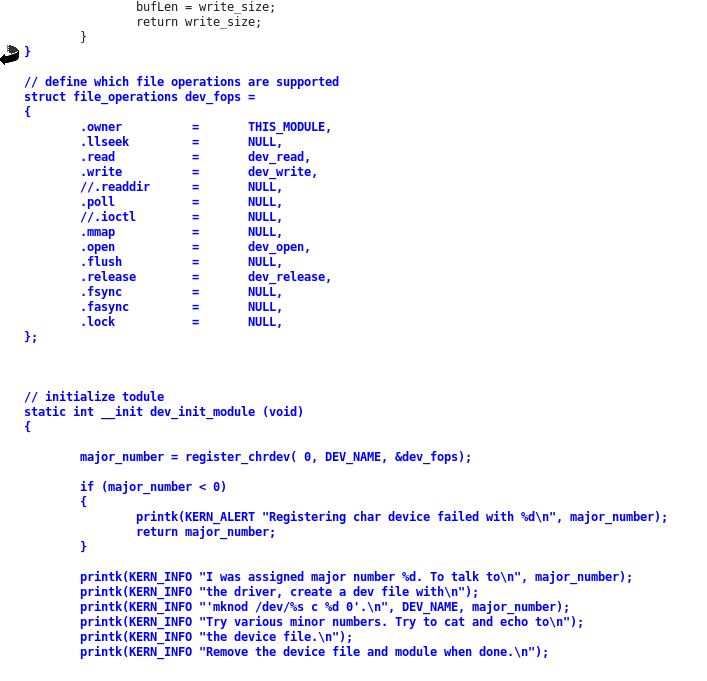 bufLen = write_size;
                return write_size;
        }
}

// define which file operations are supported
struct file_operations dev_fops =
{
        .owner          =       THIS_MODULE,
        .llseek         =       NULL,
        .read           =       dev_read,
        .write          =       dev_write,
        //.readdir      =       NULL,
        .poll           =       NULL,
        //.ioctl        =       NULL,
        .mmap           =       NULL,
        .open           =       dev_open,
        .flush          =       NULL,
        .release        =       dev_release,
        .fsync          =       NULL,
        .fasync         =       NULL,
        .lock           =       NULL,
};

// initialize todule
static int __init dev_init_module (void)
{

        major_number = register_chrdev( 0, DEV_NAME, &dev_fops);

        if (major_number < 0)
        {
                printk(KERN_ALERT "Registering char device failed with %d\n", major_number);
                return major_number;
        }

        printk(KERN_INFO "I was assigned major number %d. To talk to\n", major_number);
        printk(KERN_INFO "the driver, create a dev file with\n");
        printk(KERN_INFO "'mknod /dev/%s c %d 0'.\n", DEV_NAME, major_number);
        printk(KERN_INFO "Try various minor numbers. Try to cat and echo to\n");
        printk(KERN_INFO "the device file.\n");
        printk(KERN_INFO "Remove the device file and module when done.\n");